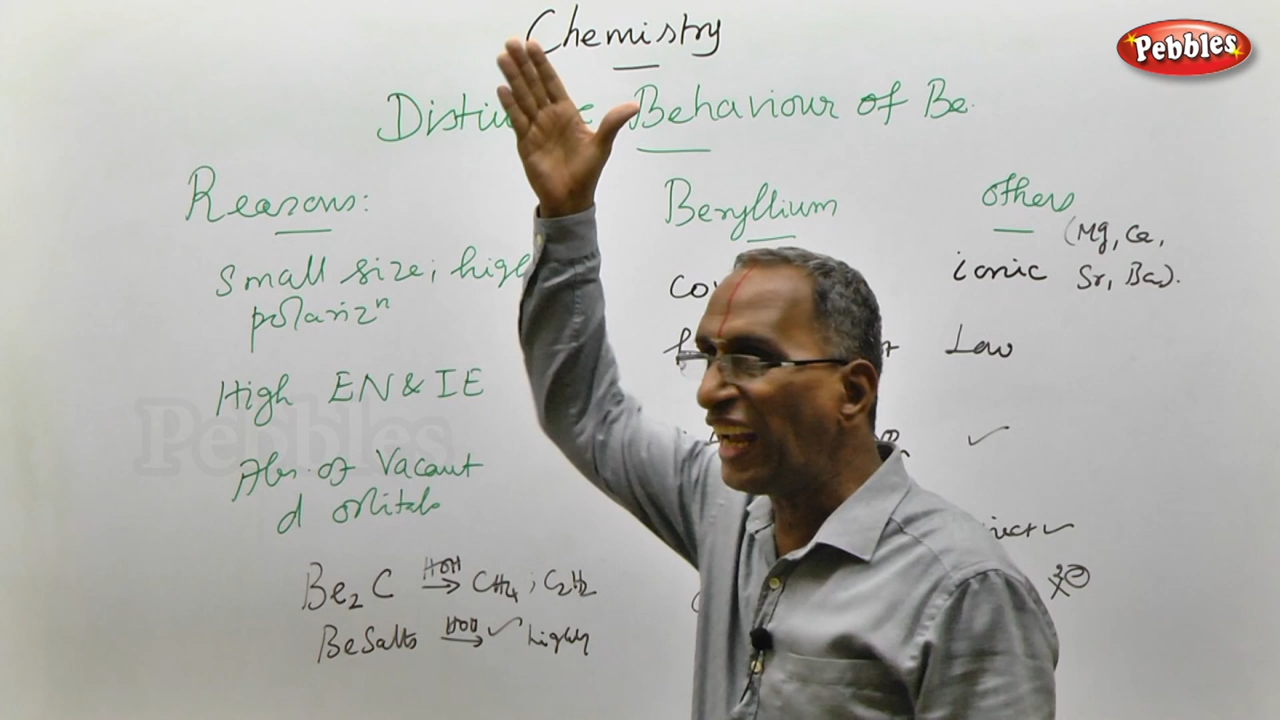 Chemistry
Pebbles
Behaviour of Be.
Reasons:
Beryllium
others
(Mg, Ca,
Sr, Ba).
Small size; high
polarizⁿ
ionic
High EN & IE
Low
Pebbles
Abs. of Vacant
d orbitals
Be₂C HOH→ CH₄ ; C₂H₂
Be Salts HOH→ ✓ highly